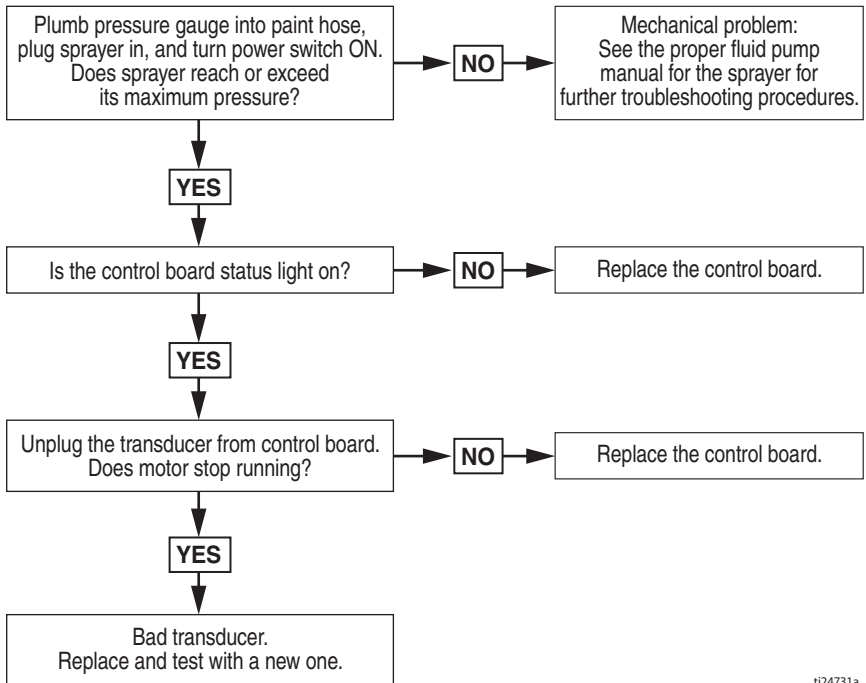 Plumb pressure gauge into paint hose,
plug sprayer in, and turn power switch ON.
Does sprayer reach or exceed
its maximum pressure?
NO
Mechanical problem:
See the proper fluid pump
manual for the sprayer for
further troubleshooting procedures.
YES
Is the control board status light on?
NO
Replace the control board.
YES
Unplug the transducer from control board.
Does motor stop running?
NO
Replace the control board.
YES
Bad transducer.
Replace and test with a new one.
ti24731a